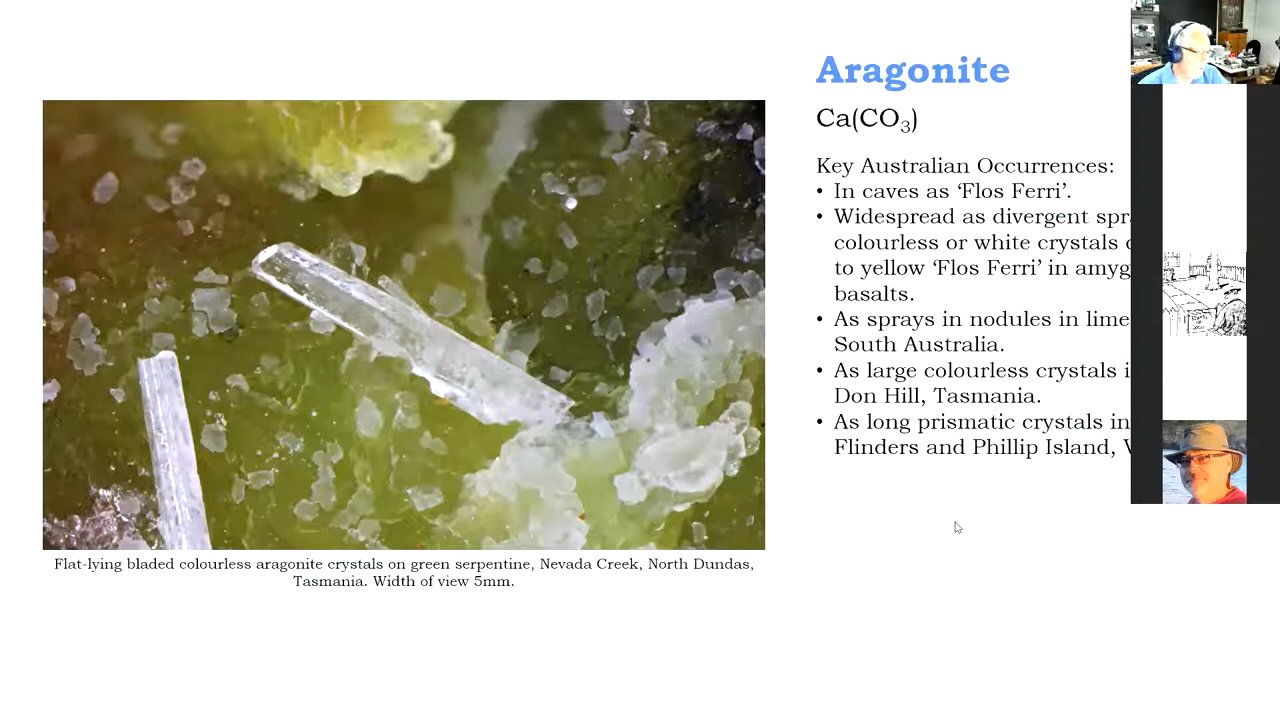 Aragonite
Ca(CO₃)
Key Australian Occurrences:
• In caves as ‘Flos Ferri’.
• Widespread as divergent
colourless or white crystals
to yellow ‘Flos Ferri’ in
basalts.
• As sprays in nodules in
South Australia.
• As large colourless crystals
Don Hill, Tasmania.
• As long prismatic crystals in
Flinders and Phillip Island,
Flat-lying bladed colourless aragonite crystals on green serpentine, Nevada Creek, North Dundas,
Tasmania. Width of view 5mm.